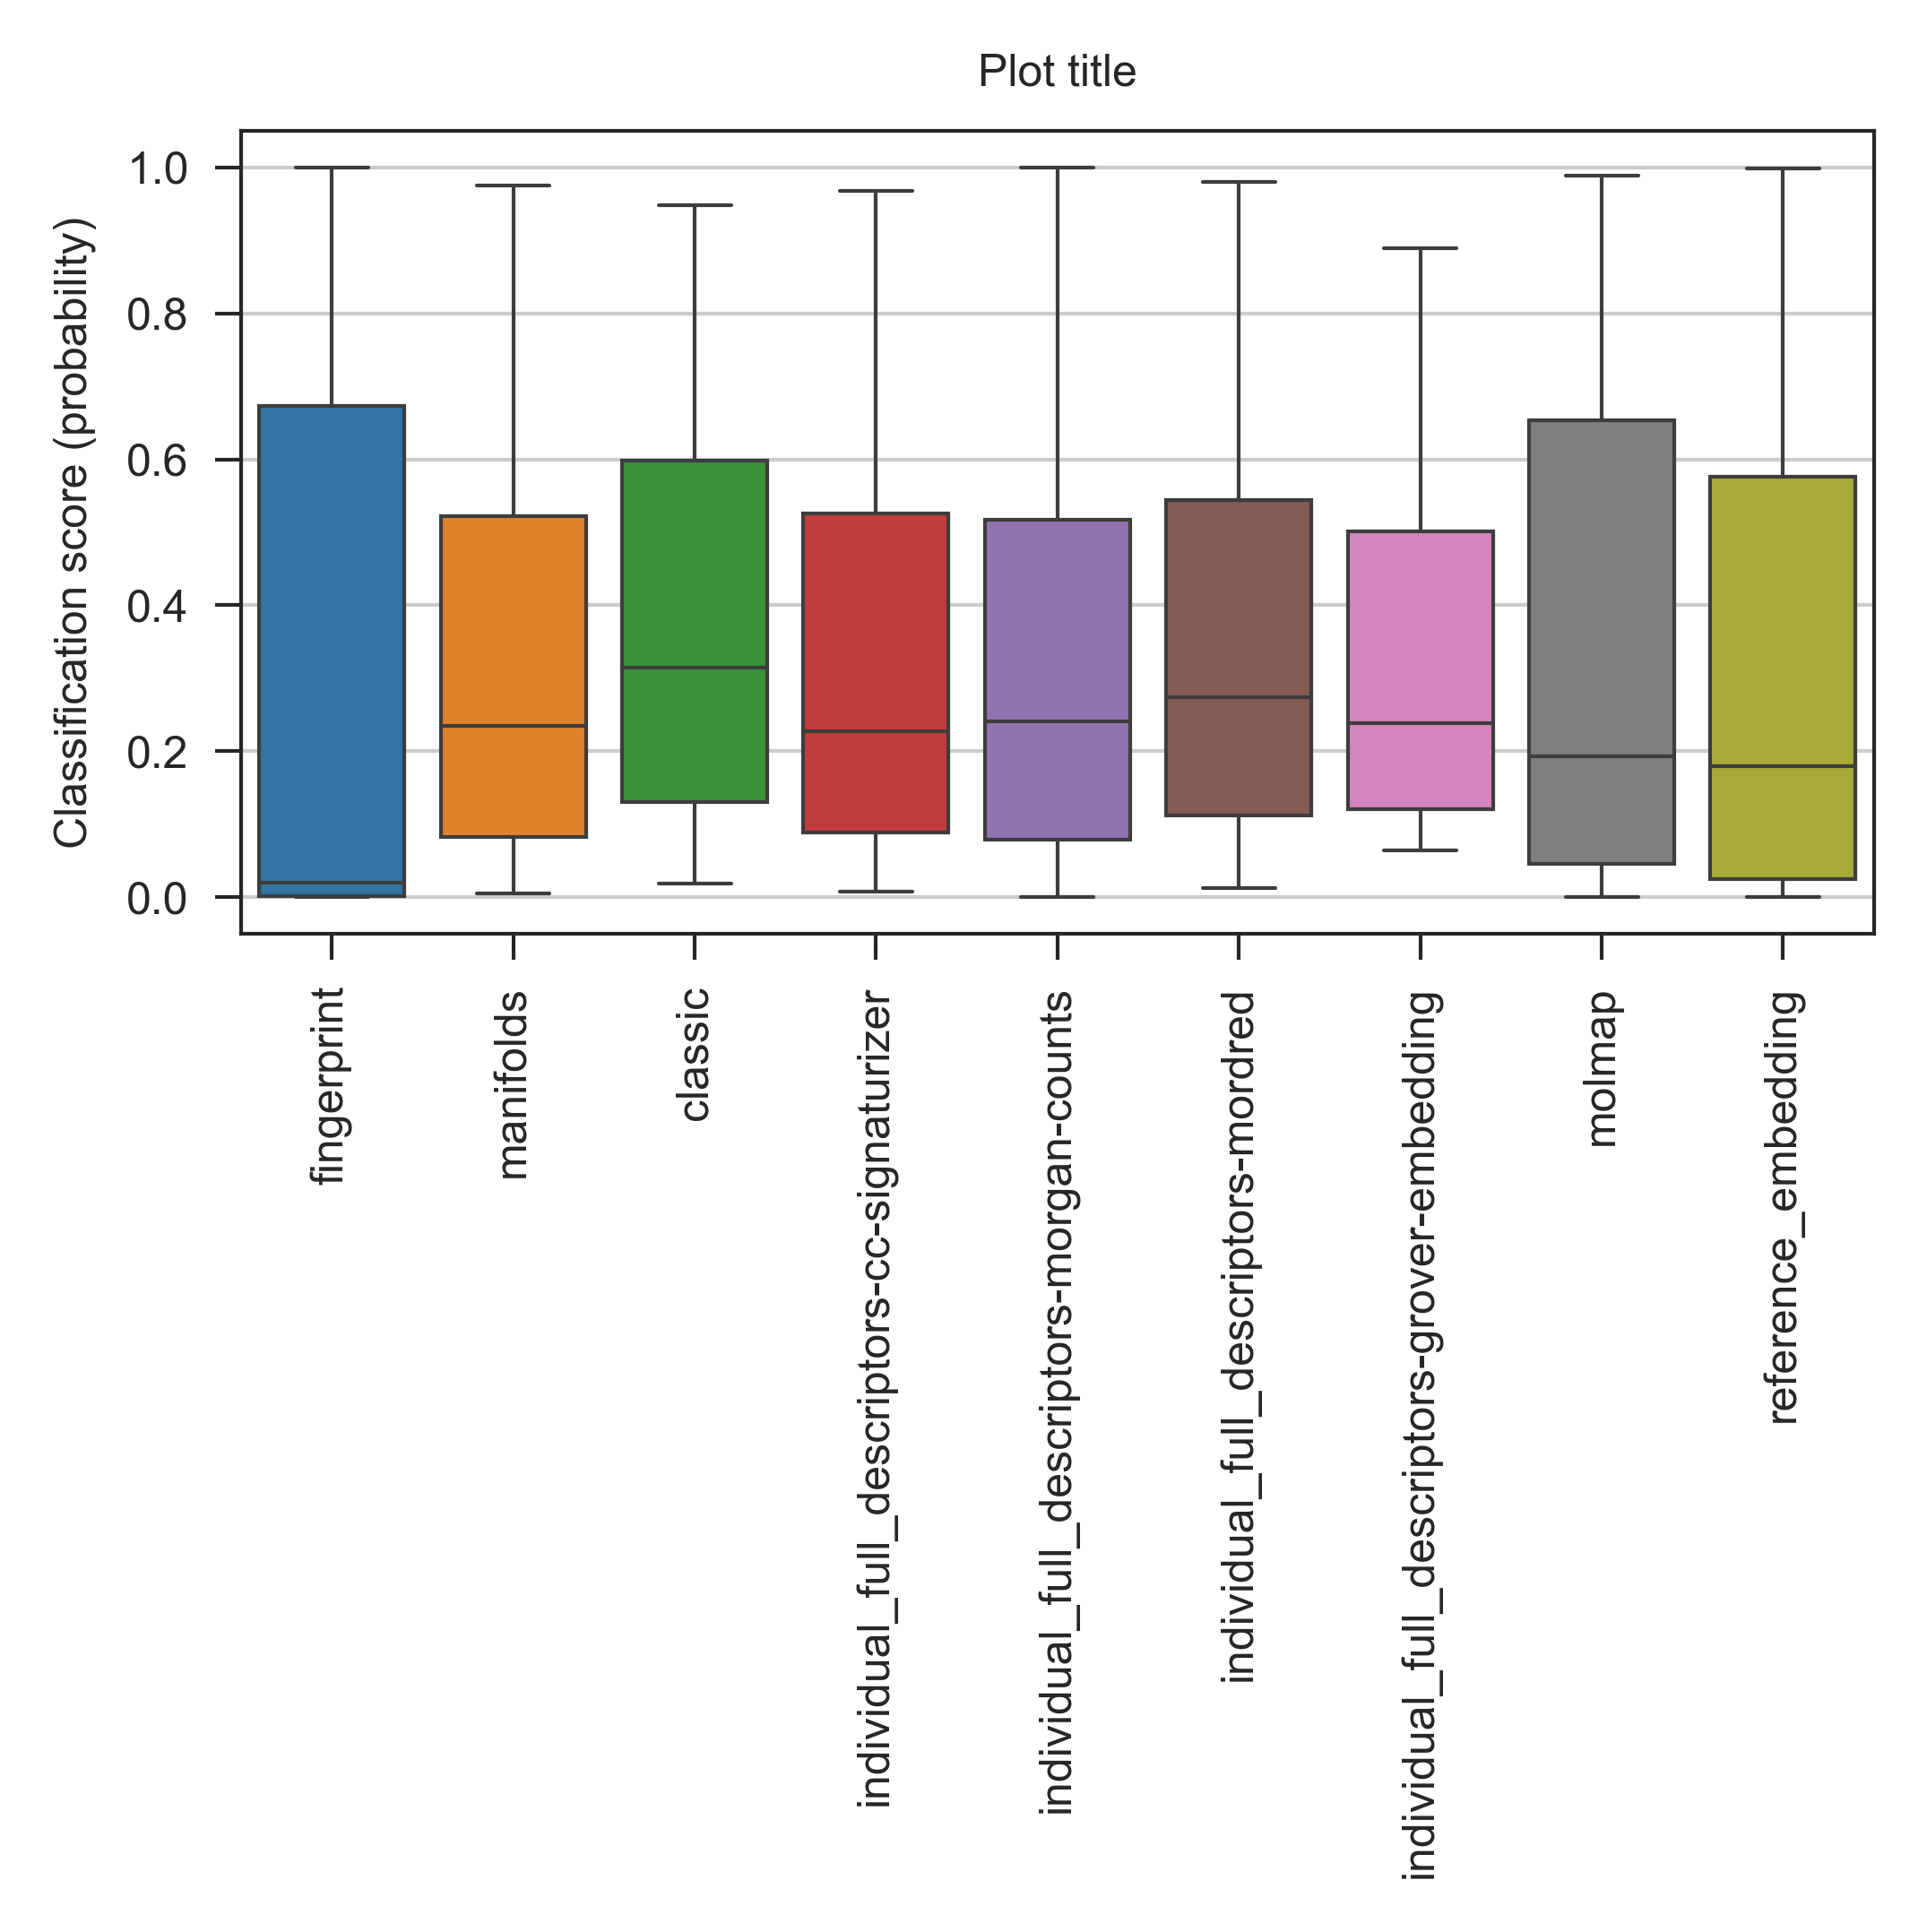 Plot title
Classification score (probability)
1.0
0.8
0.6
0.4
0.2
0.0
fingerprint
manifolds
classic
individual_full_descriptors-cc-signaturizer
individual_full_descriptors-morgan-counts
individual_full_descriptors-mordred
individual_full_descriptors-grover-embedding
molmap
reference_embedding